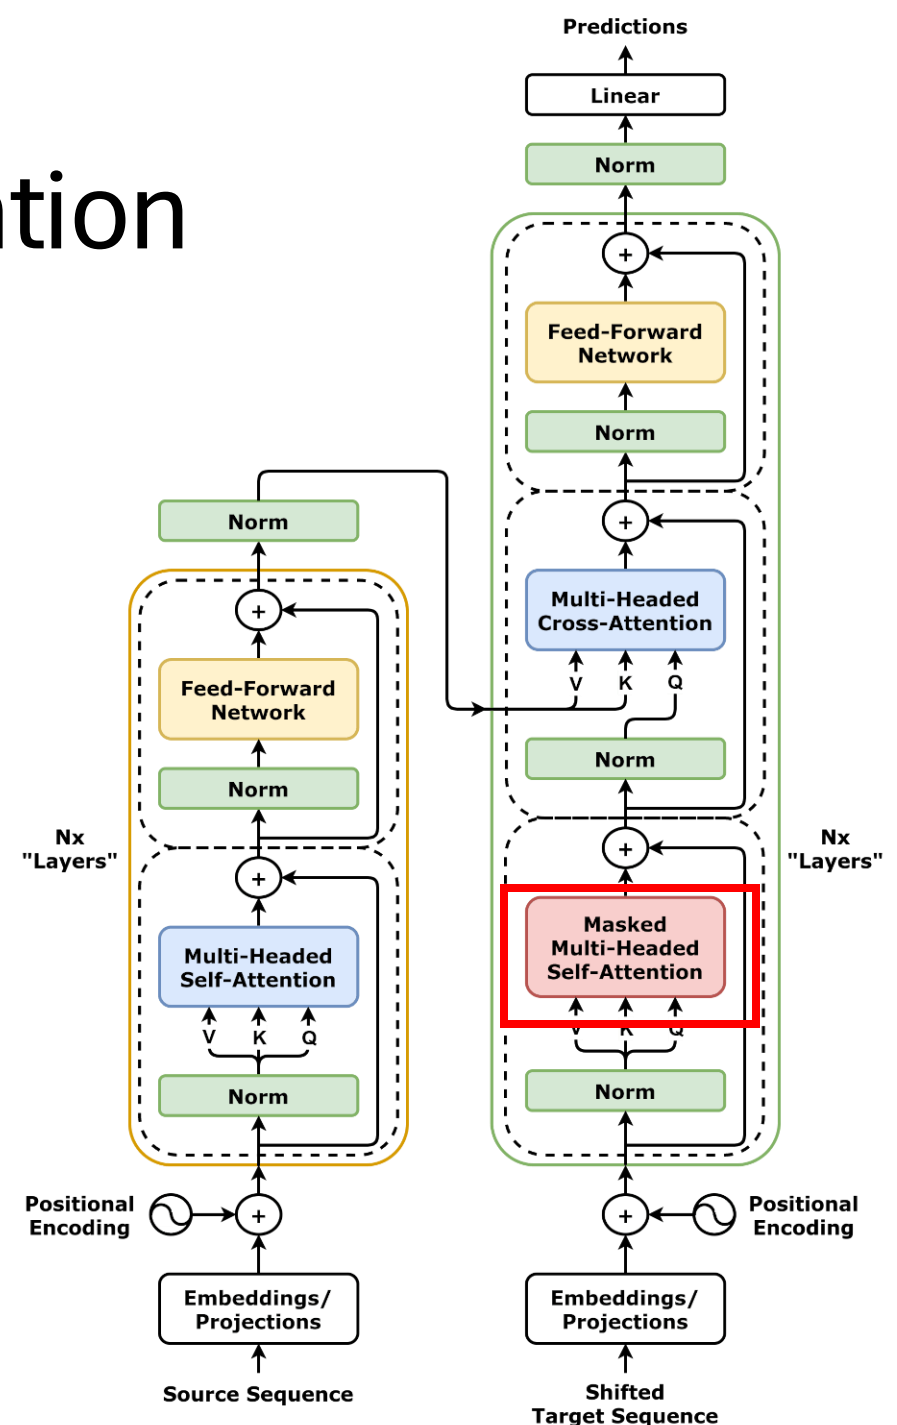 ation
Predictions
Linear
Norm
+
Feed-Forward
Network
Norm
+
Multi-Headed
Cross-Attention
V K Q
Norm
+
Masked
Multi-Headed
Self-Attention
V K Q
Norm
Nx
"Layers"
+
Positional
Encoding
Embeddings/
Projections
Shifted
Target Sequence
Norm
+
Feed-Forward
Network
Norm
+
Multi-Headed
Self-Attention
V K Q
Norm
Nx
"Layers"
Positional
Encoding
+
Embeddings/
Projections
Source Sequence